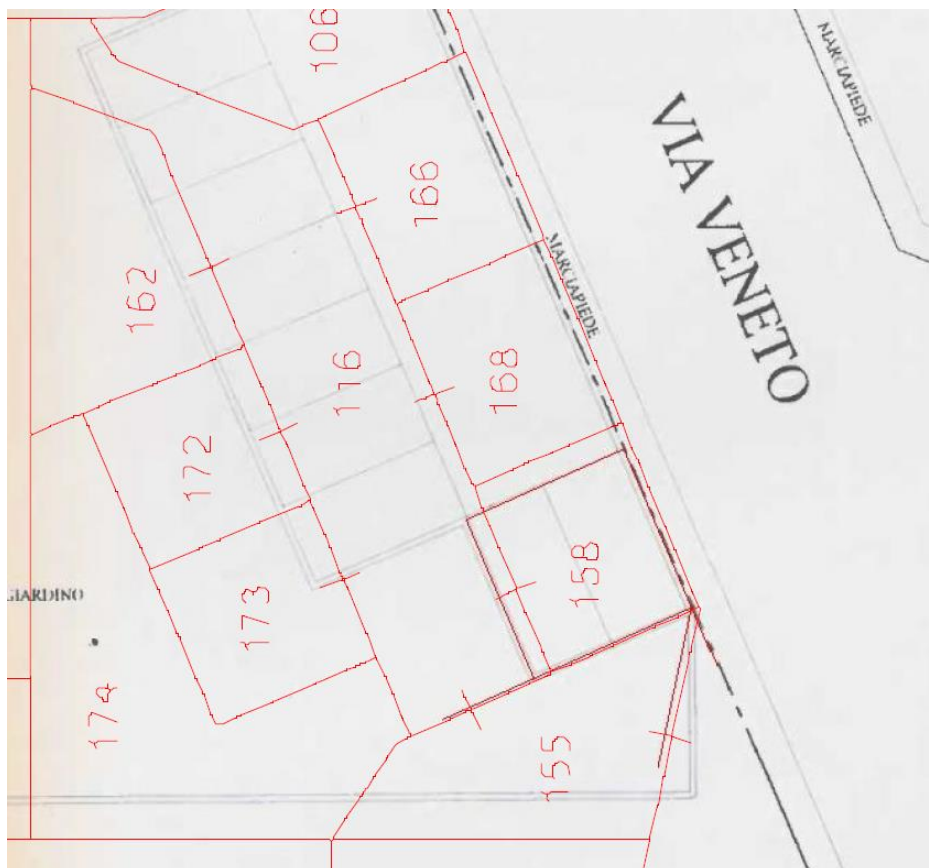 106
MARCIAPIEDE
VIA VENETO
166
162
MARCIAPIEDE
116
168
172
158
173
GIARDINO
174
155